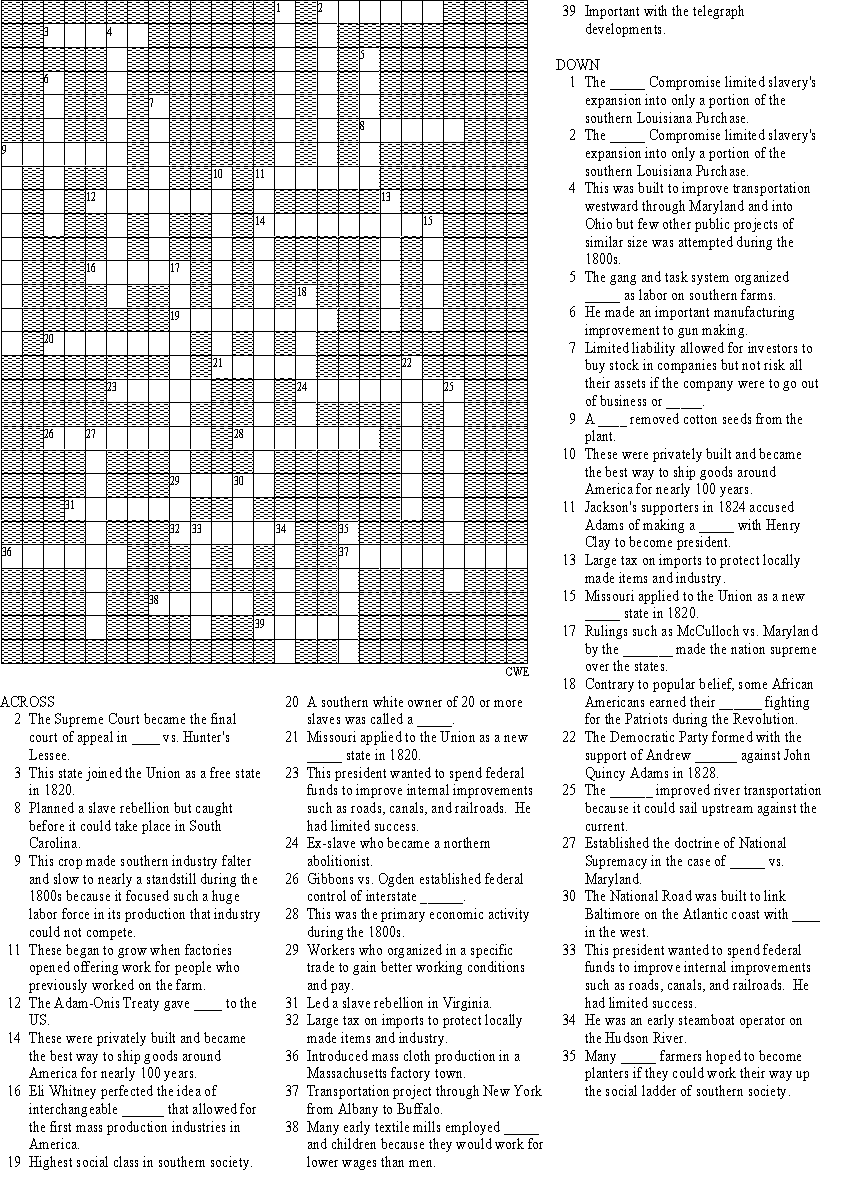 1 2
3 4
5
6
7
8
9
10 11
12 13
14 15
16 17
18
19
20
21 22
23 24 25
26 27 28
29 30
31
32 33 34 35
36 37
38
39
CWE
ACROSS
2 The Supreme Court became the final
court of appeal in ____ vs. Hunter's
Lessee.
3 This state joined the Union as a free state
in 1820.
8 Planned a slave rebellion but caught
before it could take place in South
Carolina.
9 This crop made southern industry falter
and slow to nearly a standstill during the
1800s because it focused such a huge
labor force in its production that industry
could not compete.
11 These began to grow when factories
opened offering work for people who
previously worked on the farm.
12 The Adam-Onis Treaty gave ____ to the
US.
14 These were privately built and became
the best way to ship goods around
America for nearly 100 years.
16 Eli Whitney perfected the idea of
interchangeable ______ that allowed for
the first mass production industries in
America.
19 Highest social class in southern society.
20 A southern white owner of 20 or more
slaves was called a _____.
21 Missouri applied to the Union as a new
_____ state in 1820.
23 This president wanted to spend federal
funds to improve internal improvements
such as roads, canals, and railroads. He
had limited success.
24 Ex-slave who became a northern
abolitionist.
26 Gibbons vs. Ogden established federal
control of interstate ______.
28 This was the primary economic activity
during the 1800s.
29 Workers who organized in a specific
trade to gain better working conditions
and pay.
31 Led a slave rebellion in Virginia.
32 Large tax on imports to protect locally
made items and industry.
36 Introduced mass cloth production in a
Massachusetts factory town.
37 Transportation project through New York
from Albany to Buffalo.
38 Many early textile mills employed _____
and children because they would work for
lower wages than men.
39 Important with the telegraph
developments.
DOWN
1 The _____ Compromise limited slavery's
expansion into only a portion of the
southern Louisiana Purchase.
2 The _____ Compromise limited slavery's
expansion into only a portion of the
southern Louisiana Purchase.
4 This was built to improve transportation
westward through Maryland and into
Ohio but few other public projects of
similar size was attempted during the
1800s.
5 The gang and task system organized
_____ as labor on southern farms.
6 He made an important manufacturing
improvement to gun making.
7 Limited liability allowed for investors to
buy stock in companies but not risk all
their assets if the company were to go out
of business or _____.
9 A ____ removed cotton seeds from the
plant.
10 These were privately built and became
the best way to ship goods around
America for nearly 100 years.
11 Jackson's supporters in 1824 accused
Adams of making a _____ with Henry
Clay to become president.
13 Large tax on imports to protect locally
made items and industry.
15 Missouri applied to the Union as a new
_____ state in 1820.
17 Rulings such as McCulloch vs. Maryland
by the _______ made the nation supreme
over the states.
18 Contrary to popular belief, some African
Americans earned their ______ fighting
for the Patriots during the Revolution.
22 The Democratic Party formed with the
support of Andrew ______ against John
Quincy Adams in 1828.
25 The ______ improved river transportation
because it could sail upstream against the
current.
27 Established the doctrine of National
Supremacy in the case of _____ vs.
Maryland.
30 The National Road was built to link
Baltimore on the Atlantic coast with ____
in the west.
33 This president wanted to spend federal
funds to improve internal improvements
such as roads, canals, and railroads. He
had limited success.
34 He was an early steamboat operator on
the Hudson River.
35 Many _____ farmers hoped to become
planters if they could work their way up
the social ladder of southern society.